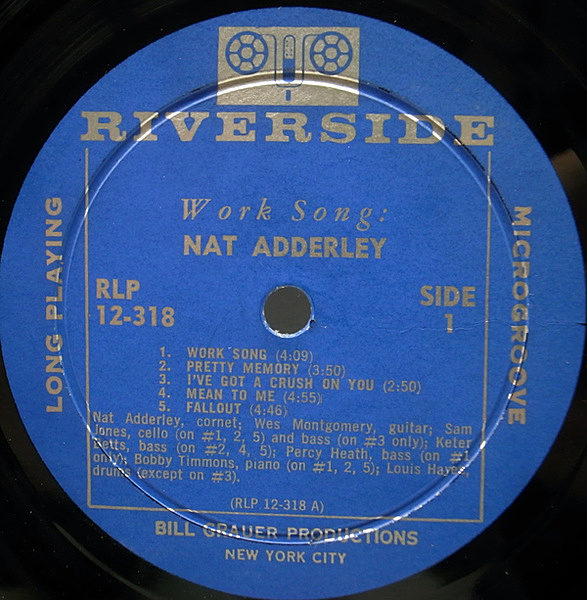 RIVERSIDE
Work Song:
NAT ADDERLEY
LONG PLAYING
MICROGROOVE
RLP
12-318
SIDE
1
1. WORK SONG (4:09)
2. PRETTY MEMORY (3:50)
3. I'VE GOT A CRUSH ON YOU (2:50)
4. MEAN TO ME (4:55)
5. FALLOUT (4:46)
Nat Adderley, cornet; Wes Montgomery, guitar; Sam
Jones, cello (on #1, 2, 5) and bass (on #3 only); Keter
Betts, bass (on #2, 4, 5); Percy Heath, bass (on #1
only); Bobby Timmons, piano (on #1, 2, 5); Louis Hayes,
drums (except on #3).
(RLP 12-318 A)
BILL GRAUER PRODUCTIONS
NEW YORK CITY